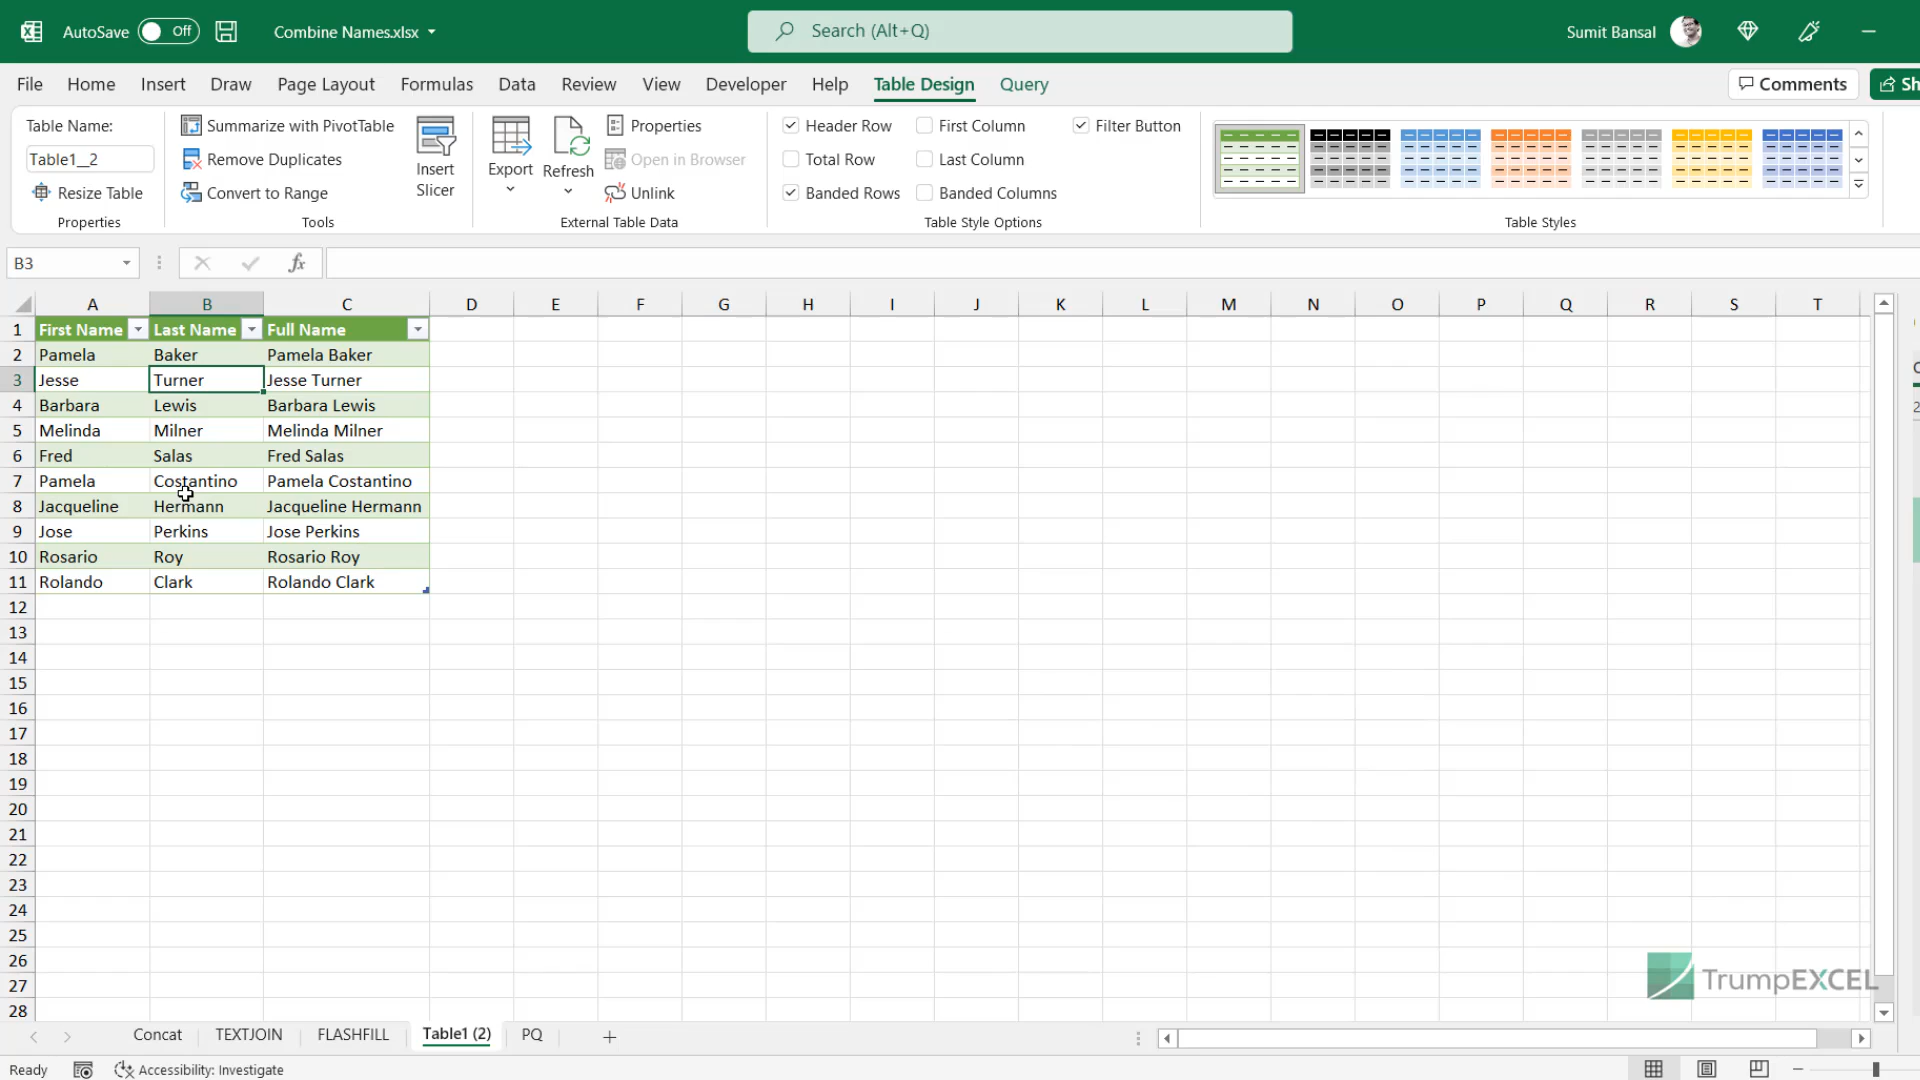 AutoSave Off Combine Names.xlsx Search (Alt+Q) Sumit Bansal
File Home Insert Draw Page Layout Formulas Data Review View Developer Help Table Design Query Comments
Table Name:
Table1__2
Resize Table
Properties
Summarize with PivotTable
Remove Duplicates
Convert to Range
Tools
Insert
Slicer
Export
Refresh
Properties
Open in Browser
Unlink
External Table Data
Header Row First Column Filter Button
Total Row Last Column
Banded Rows Banded Columns
Table Style Options
Table Styles
B3 fx
A B C D E F G H I J K L M N O P Q R S T
1 First Name Last Name Full Name
2 Pamela Baker Pamela Baker
3 Jesse Turner Jesse Turner
4 Barbara Lewis Barbara Lewis
5 Melinda Milner Melinda Milner
6 Fred Salas Fred Salas
7 Pamela Costantino Pamela Costantino
8 Jacqueline Hermann Jacqueline Hermann
9 Jose Perkins Jose Perkins
10 Rosario Roy Rosario Roy
11 Rolando Clark Rolando Clark
12
13
14
15
16
17
18
19
20
21
22
23
24
25
26
27
28
TrumpEXCEL
Concat TEXTJOIN FLASHFILL Table1 (2) PQ
Ready Accessibility: Investigate